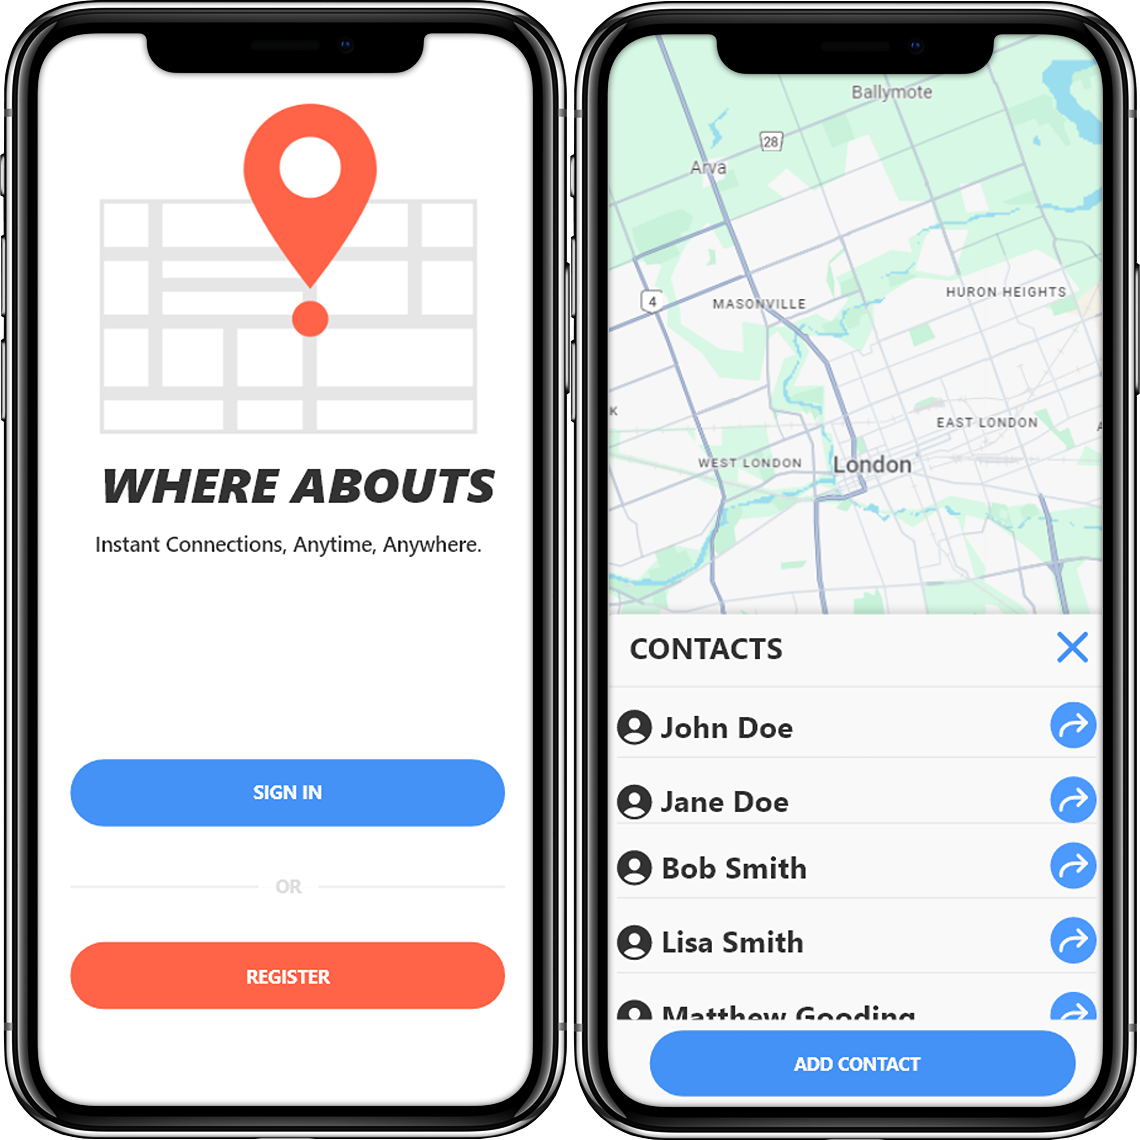 WHERE ABOUTS
Instant Connections, Anytime, Anywhere.
SIGN IN
OR
REGISTER
Ballymote
28
Arva
4
HURON HEIGHTS
MASONVILLE
K
EAST LONDON
A
WEST LONDON
London
CONTACTS
John Doe
Jane Doe
Bob Smith
Lisa Smith
Matthew Gooding
ADD CONTACT